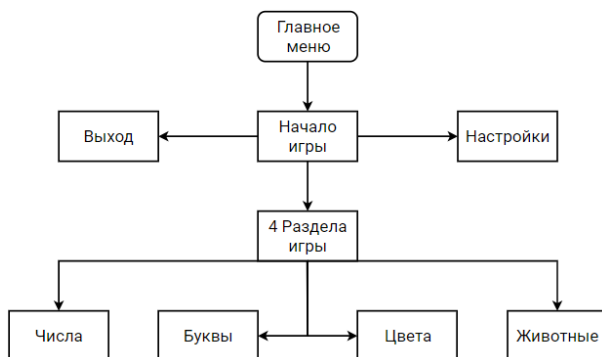 Главное
меню
Выход
Начало
игры
Настройки
4 Раздела
игры
Числа
Буквы
Цвета
Животные